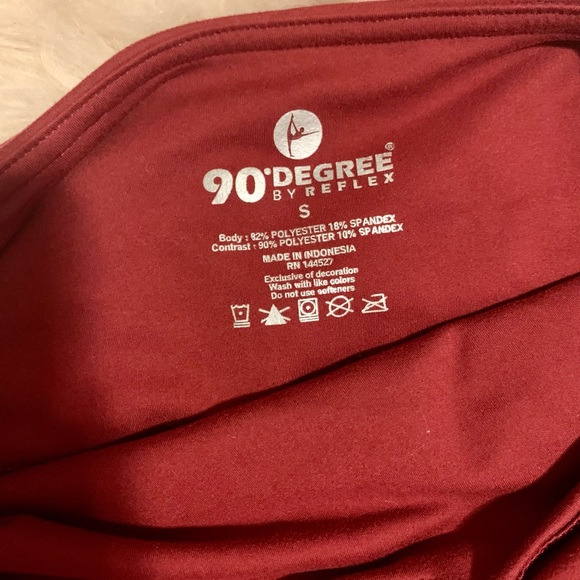 90°DEGREE®
BY REFLEX
S
Body : 82% POLYESTER 18% SPANDEX
Contrast : 90% POLYESTER 10% SPANDEX
MADE IN INDONESIA
RN 144527
Exclusive of decoration
Wash with like colors
Do not use softeners